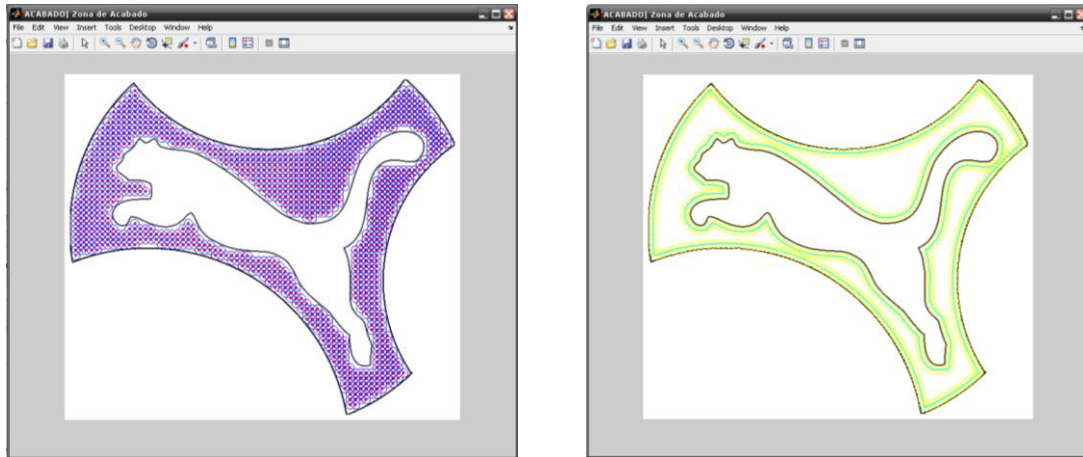 ACABADO| Zona de Acabado
File Edit View Insert Tools Desktop Window Help
ACABADO| Zona de Acabado
File Edit View Insert Tools Desktop Window Help